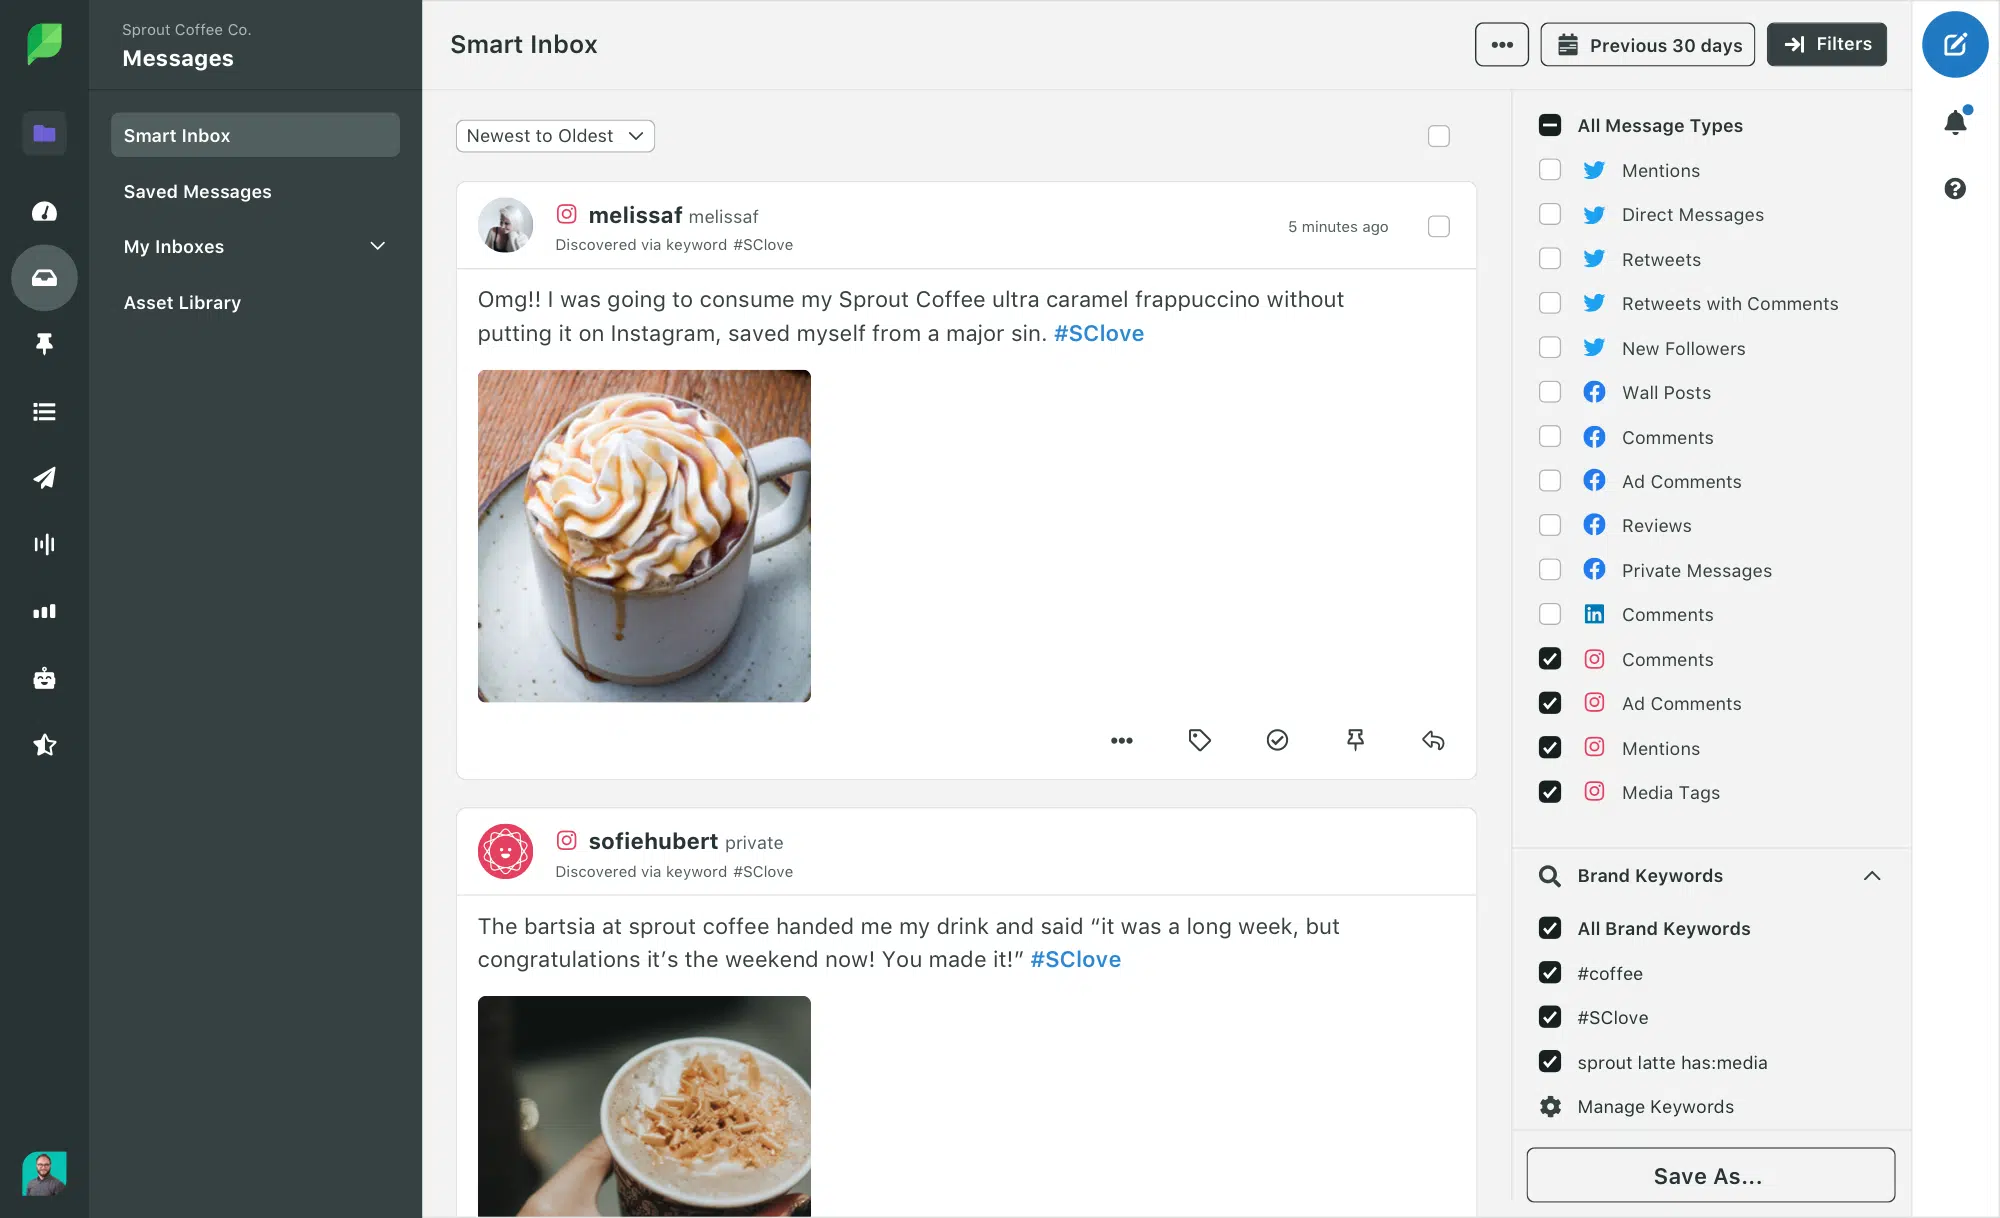 Sprout Coffee Co.
Messages
Smart Inbox
Saved Messages
My Inboxes
Asset Library
Smart Inbox
Previous 30 days
Filters
Newest to Oldest
melissaf melissaf
Discovered via keyword #SClove
5 minutes ago
Omg!! I was going to consume my Sprout Coffee ultra caramel frappuccino without
putting it on Instagram, saved myself from a major sin. #SClove
sofiehubert private
Discovered via keyword #SClove
The bartsia at sprout coffee handed me my drink and said “it was a long week, but
congratulations it’s the weekend now! You made it!” #SClove
All Message Types
Mentions
Direct Messages
Retweets
Retweets with Comments
New Followers
Wall Posts
Comments
Ad Comments
Reviews
Private Messages
Comments
Comments
Ad Comments
Mentions
Media Tags
Brand Keywords
All Brand Keywords
#coffee
#SClove
sprout latte has:media
Manage Keywords
Save As...